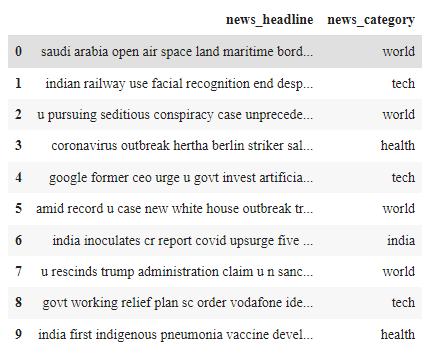 news_headline news_category
0 saudi arabia open air space land maritime bord... world
1 indian railway use facial recognition end desp... tech
2 u pursuing seditious conspiracy case unprecede... world
3 coronavirus outbreak hertha berlin striker sal... health
4 google former ceo urge u govt invest artificia... tech
5 amid record u case new white house outbreak tr... world
6 india inoculates cr report covid upsurge five ... india
7 u rescinds trump administration claim u n sanc... world
8 govt working relief plan sc order vodafone ide... tech
9 india first indigenous pneumonia vaccine devel... health